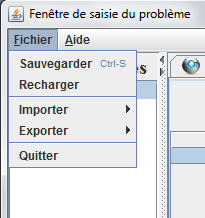 Fenêtre de saisie du problème
Fichier Aide
Sauvegarder Ctrl-S
Recharger
Importer
Exporter
Quitter